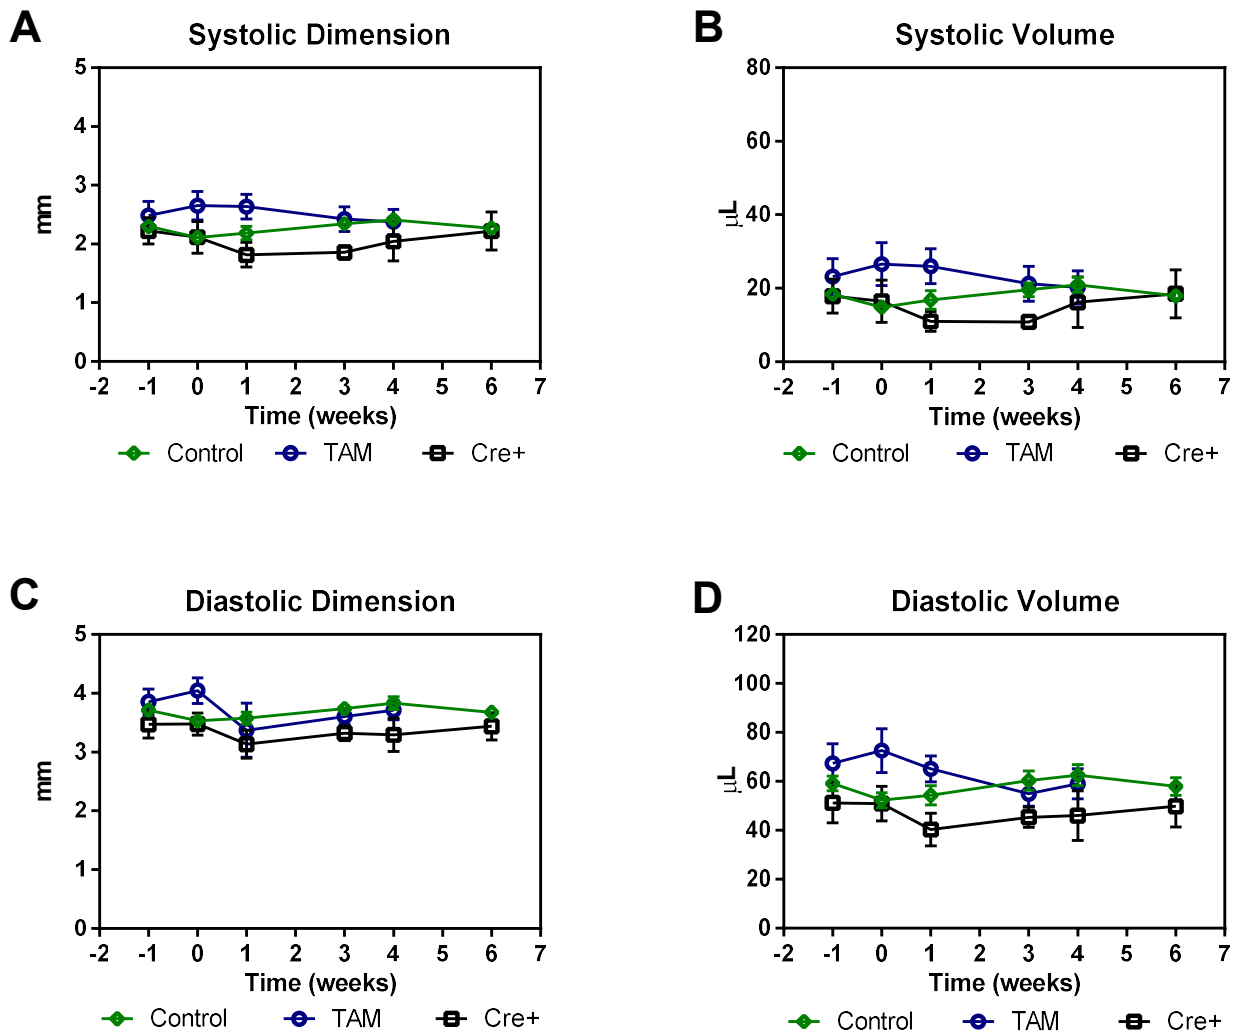 A
Systolic Dimension
5
4
3
2
1
0
mm
-2 -1 0 1 2 3 4 5 6 7
Time (weeks)
Control TAM Cre+
B
Systolic Volume
80
60
40
20
0
µL
-2 -1 0 1 2 3 4 5 6 7
Time (weeks)
Control TAM Cre+
C
Diastolic Dimension
5
4
3
2
1
0
mm
-2 -1 0 1 2 3 4 5 6 7
Time (weeks)
Control TAM Cre+
D
Diastolic Volume
120
100
80
60
40
20
0
µL
-2 -1 0 1 2 3 4 5 6 7
Time (weeks)
Control TAM Cre+